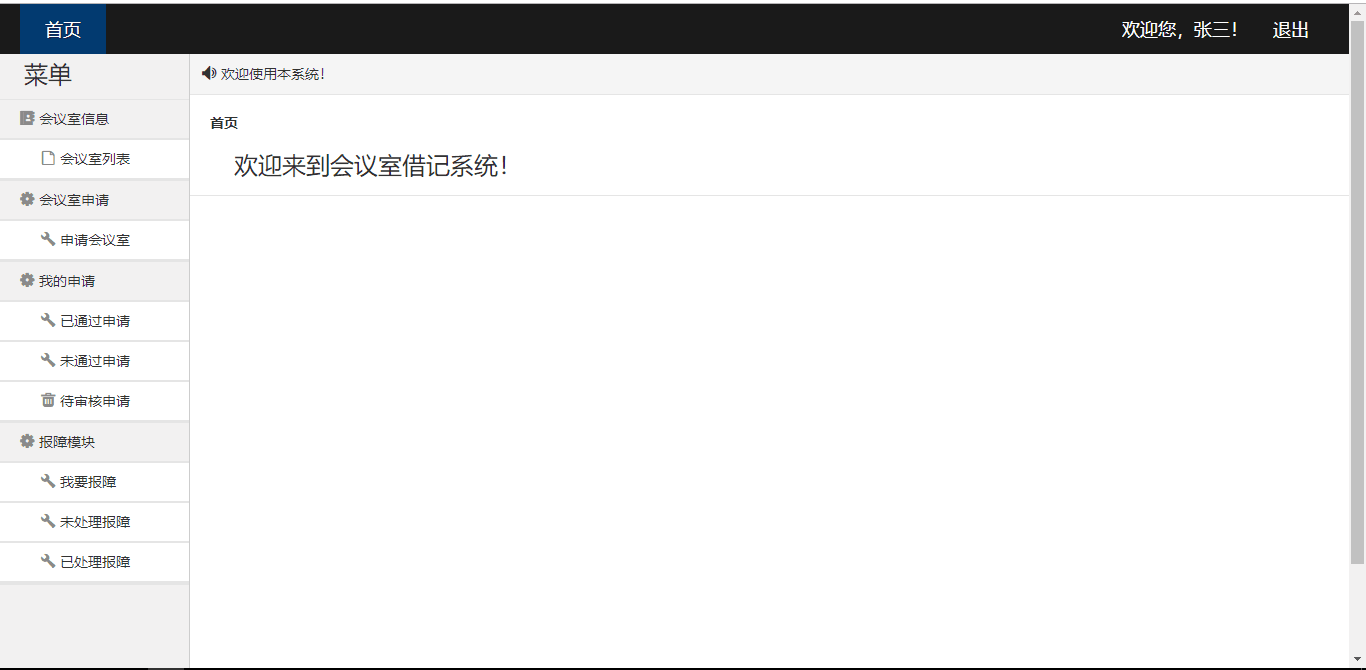 首页
欢迎您，张三！ 退出
菜单
欢迎使用本系统！
会议室信息
会议室列表
会议室申请
申请会议室
我的申请
已通过申请
未通过申请
待审核申请
报障模块
我要报障
未处理报障
已处理报障
首页
欢迎来到会议室借记系统！